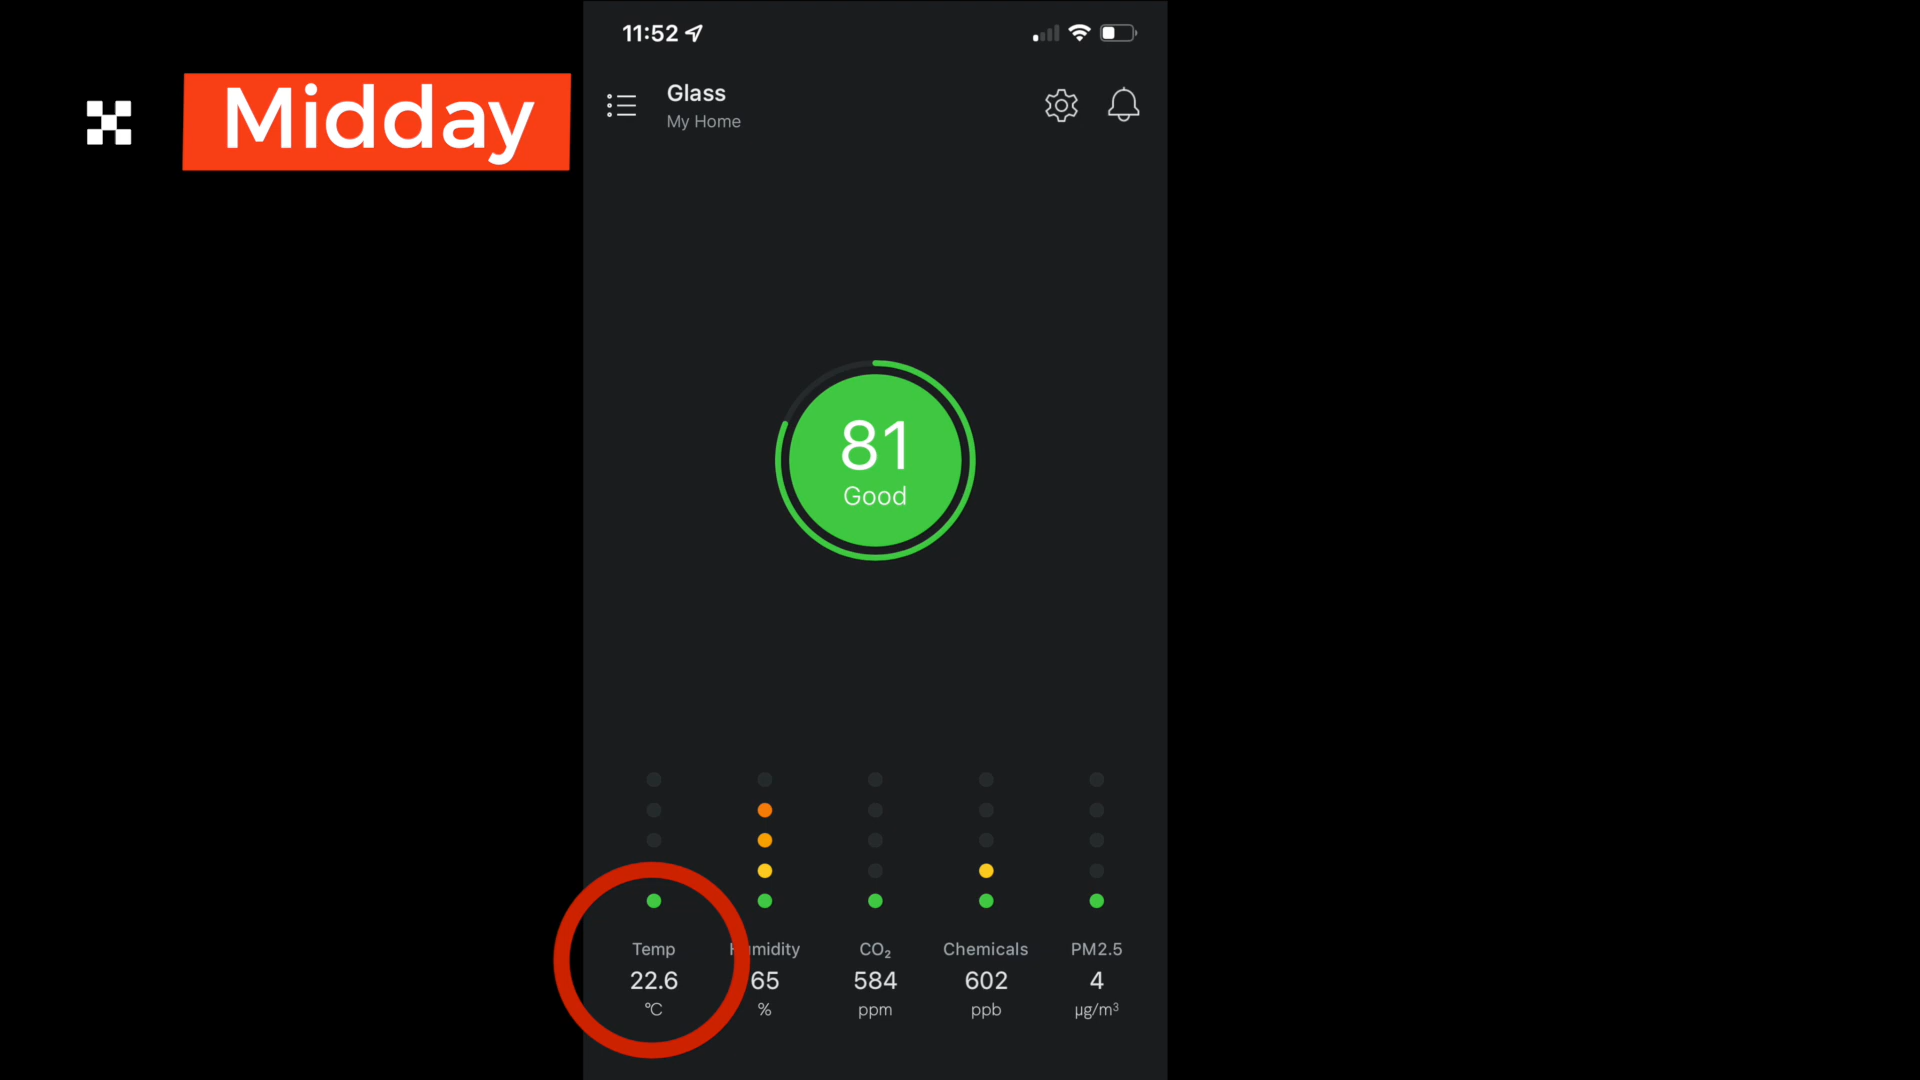 Midday
11:52
Glass
My Home
81
Good
Temp Humidity CO₂ Chemicals PM2.5
22.6 65 584 602 4
°C % ppm ppb µg/m³